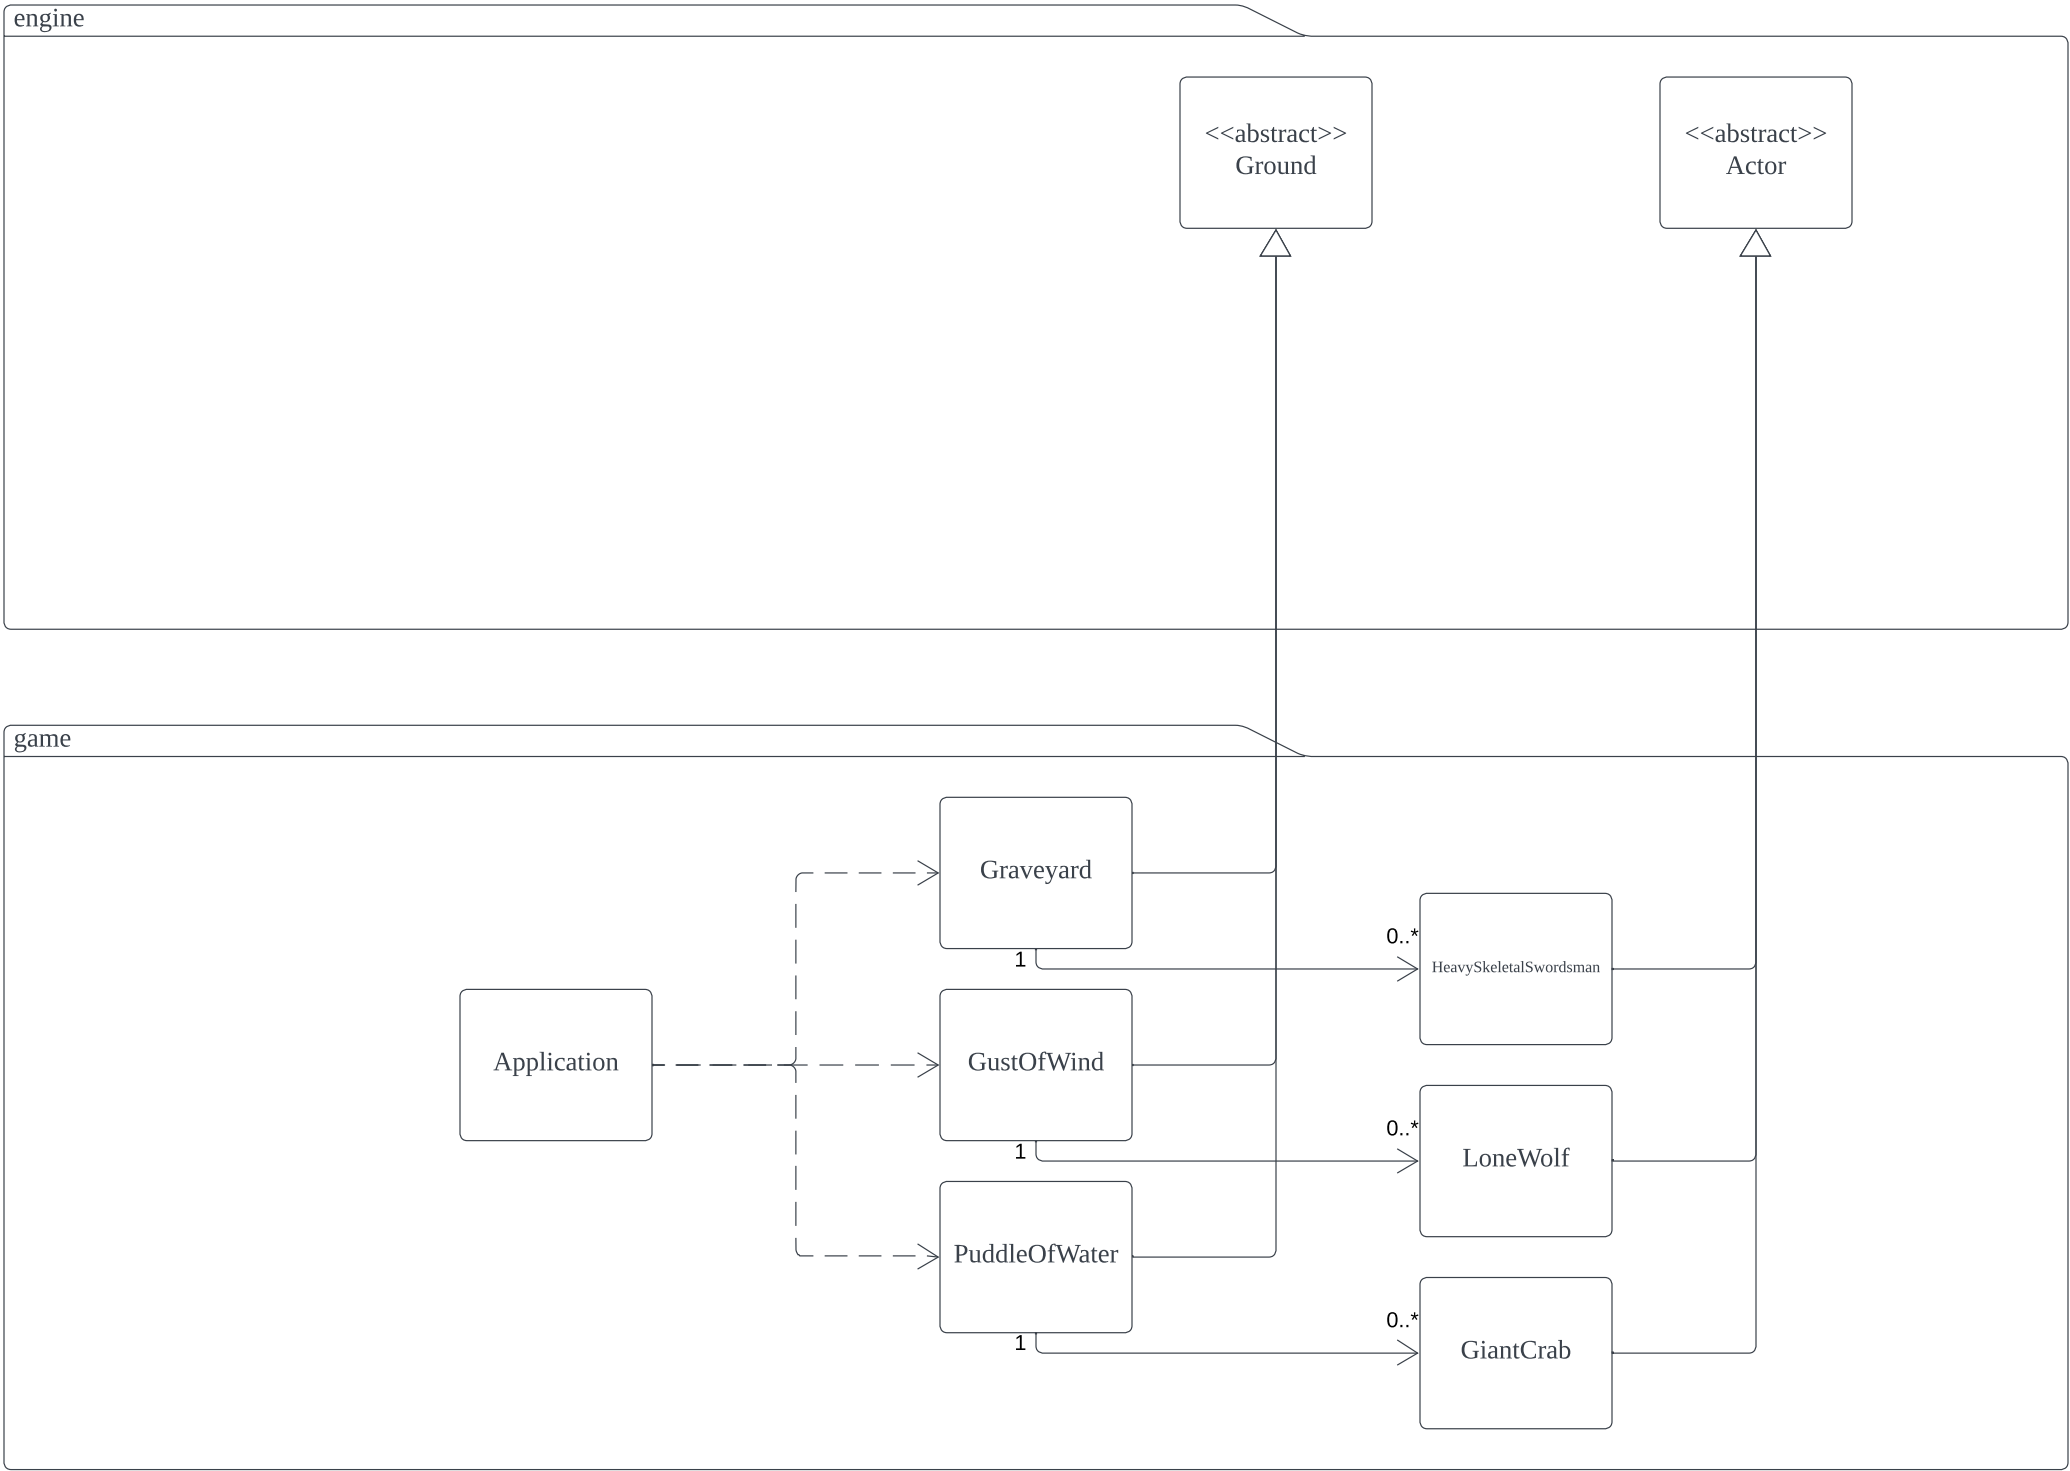 engine
<<abstract>>
Ground
<<abstract>>
Actor
game
Graveyard
1
0..*
HeavySkeletalSwordsman
Application
GustOfWind
1
0..*
LoneWolf
PuddleOfWater
1
0..*
GiantCrab